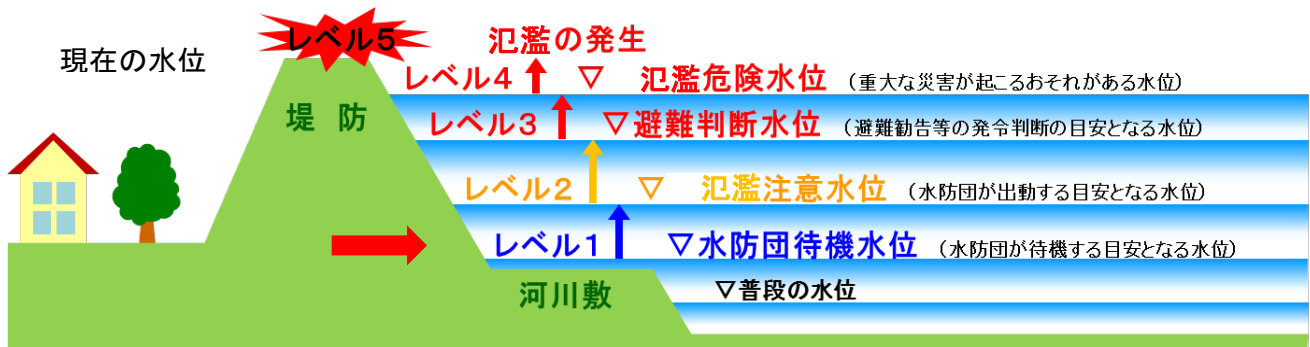 レベル5
氾濫の発生
現在の水位
レベル4 ▽ 氾濫危険水位 (重大な災害が起こるおそれがある水位)
堤 防
レベル3 ▽避難判断水位 (避難勧告等の発令判断の目安となる水位)
レベル2 ▽ 氾濫注意水位 (水防団が出動する目安となる水位)
レベル1 ▽水防団待機水位 (水防団が待機する目安となる水位)
河川敷
▽普段の水位